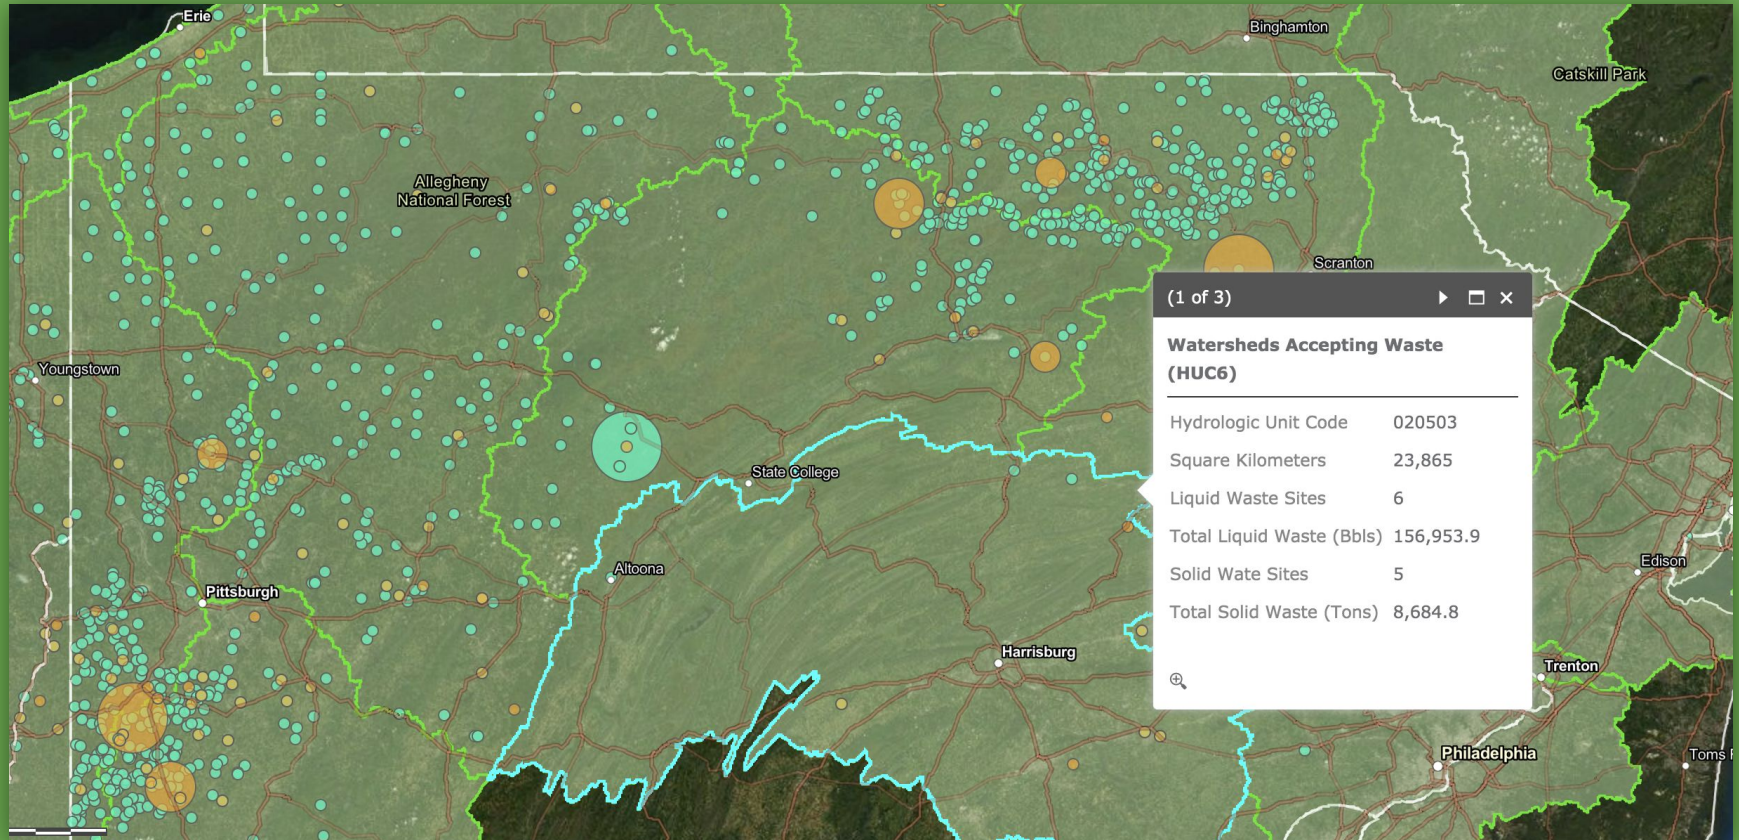 Erie
Binghamton
Catskill Park
Allegheny
National Forest
Scranton
Youngstown
State College
Altoona
Pittsburgh
Harrisburg
Edison
Trenton
Philadelphia
Toms
(1 of 3)
Watersheds Accepting Waste
(HUC6)
Hydrologic Unit Code 020503
Square Kilometers 23,865
Liquid Waste Sites 6
Total Liquid Waste (Bbls) 156,953.9
Solid Wate Sites 5
Total Solid Waste (Tons) 8,684.8